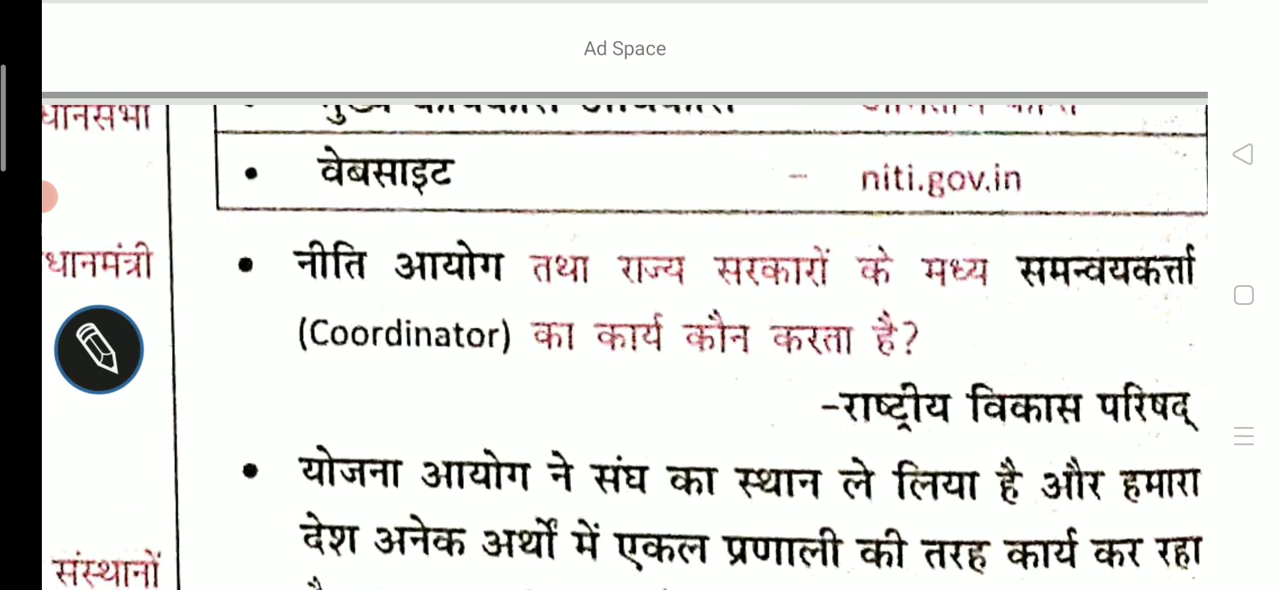 Ad Space
धानसभा
• वेबसाइट – niti.gov.in
धानमंत्री
• नीति आयोग तथा राज्य सरकारों के मध्य समन्वयकर्त्ता
(Coordinator) का कार्य कौन करता है?
–राष्ट्रीय विकास परिषद्
• योजना आयोग ने संघ का स्थान ले लिया है और हमारा
देश अनेक अर्थों में एकल प्रणाली की तरह कार्य कर रहा
संस्थानों